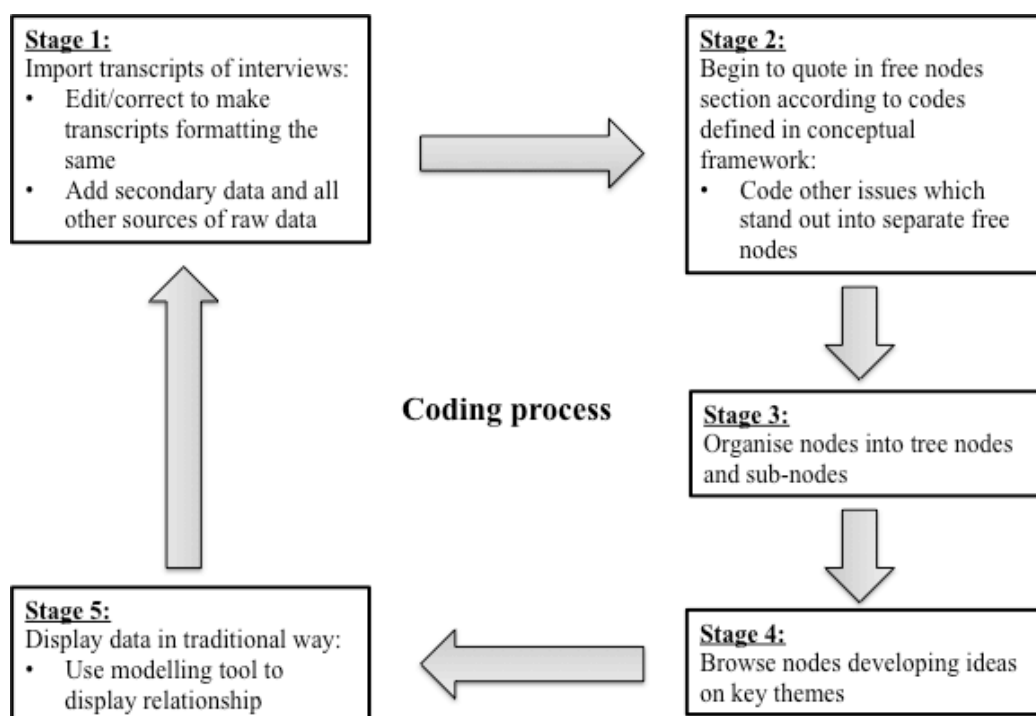 Stage 1:
Import transcripts of interviews:
• Edit/correct to make
transcripts formatting the
same
• Add secondary data and all
other sources of raw data
Stage 2:
Begin to quote in free nodes
section according to codes
defined in conceptual
framework:
• Code other issues which
stand out into separate free
nodes
Coding process
Stage 3:
Organise nodes into tree nodes
and sub-nodes
Stage 4:
Browse nodes developing ideas
on key themes
Stage 5:
Display data in traditional way:
• Use modelling tool to
display relationship